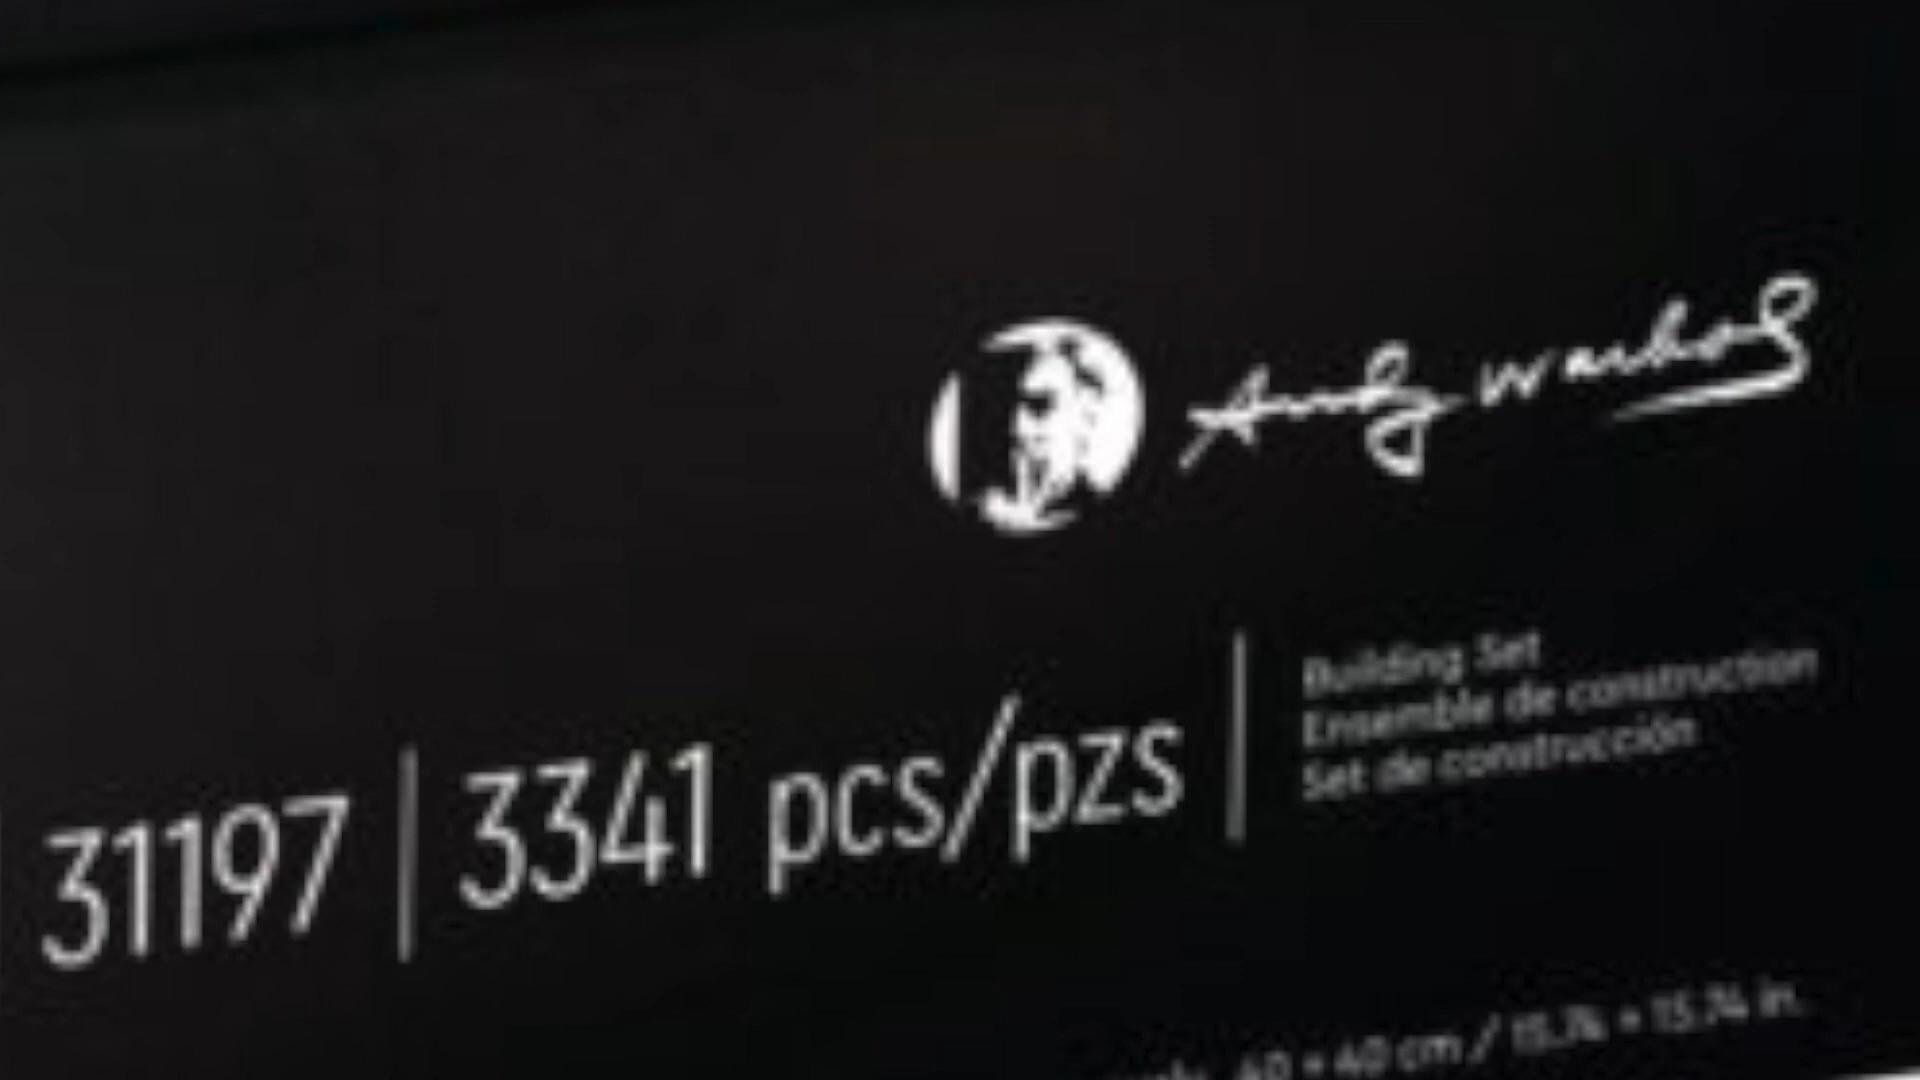 Andy Warhol
31197 | 3341 pcs/pzs
Building Set
Ensemble de construction
Set de construcción
40 × 40 cm / 15.74 × 15.74 in.